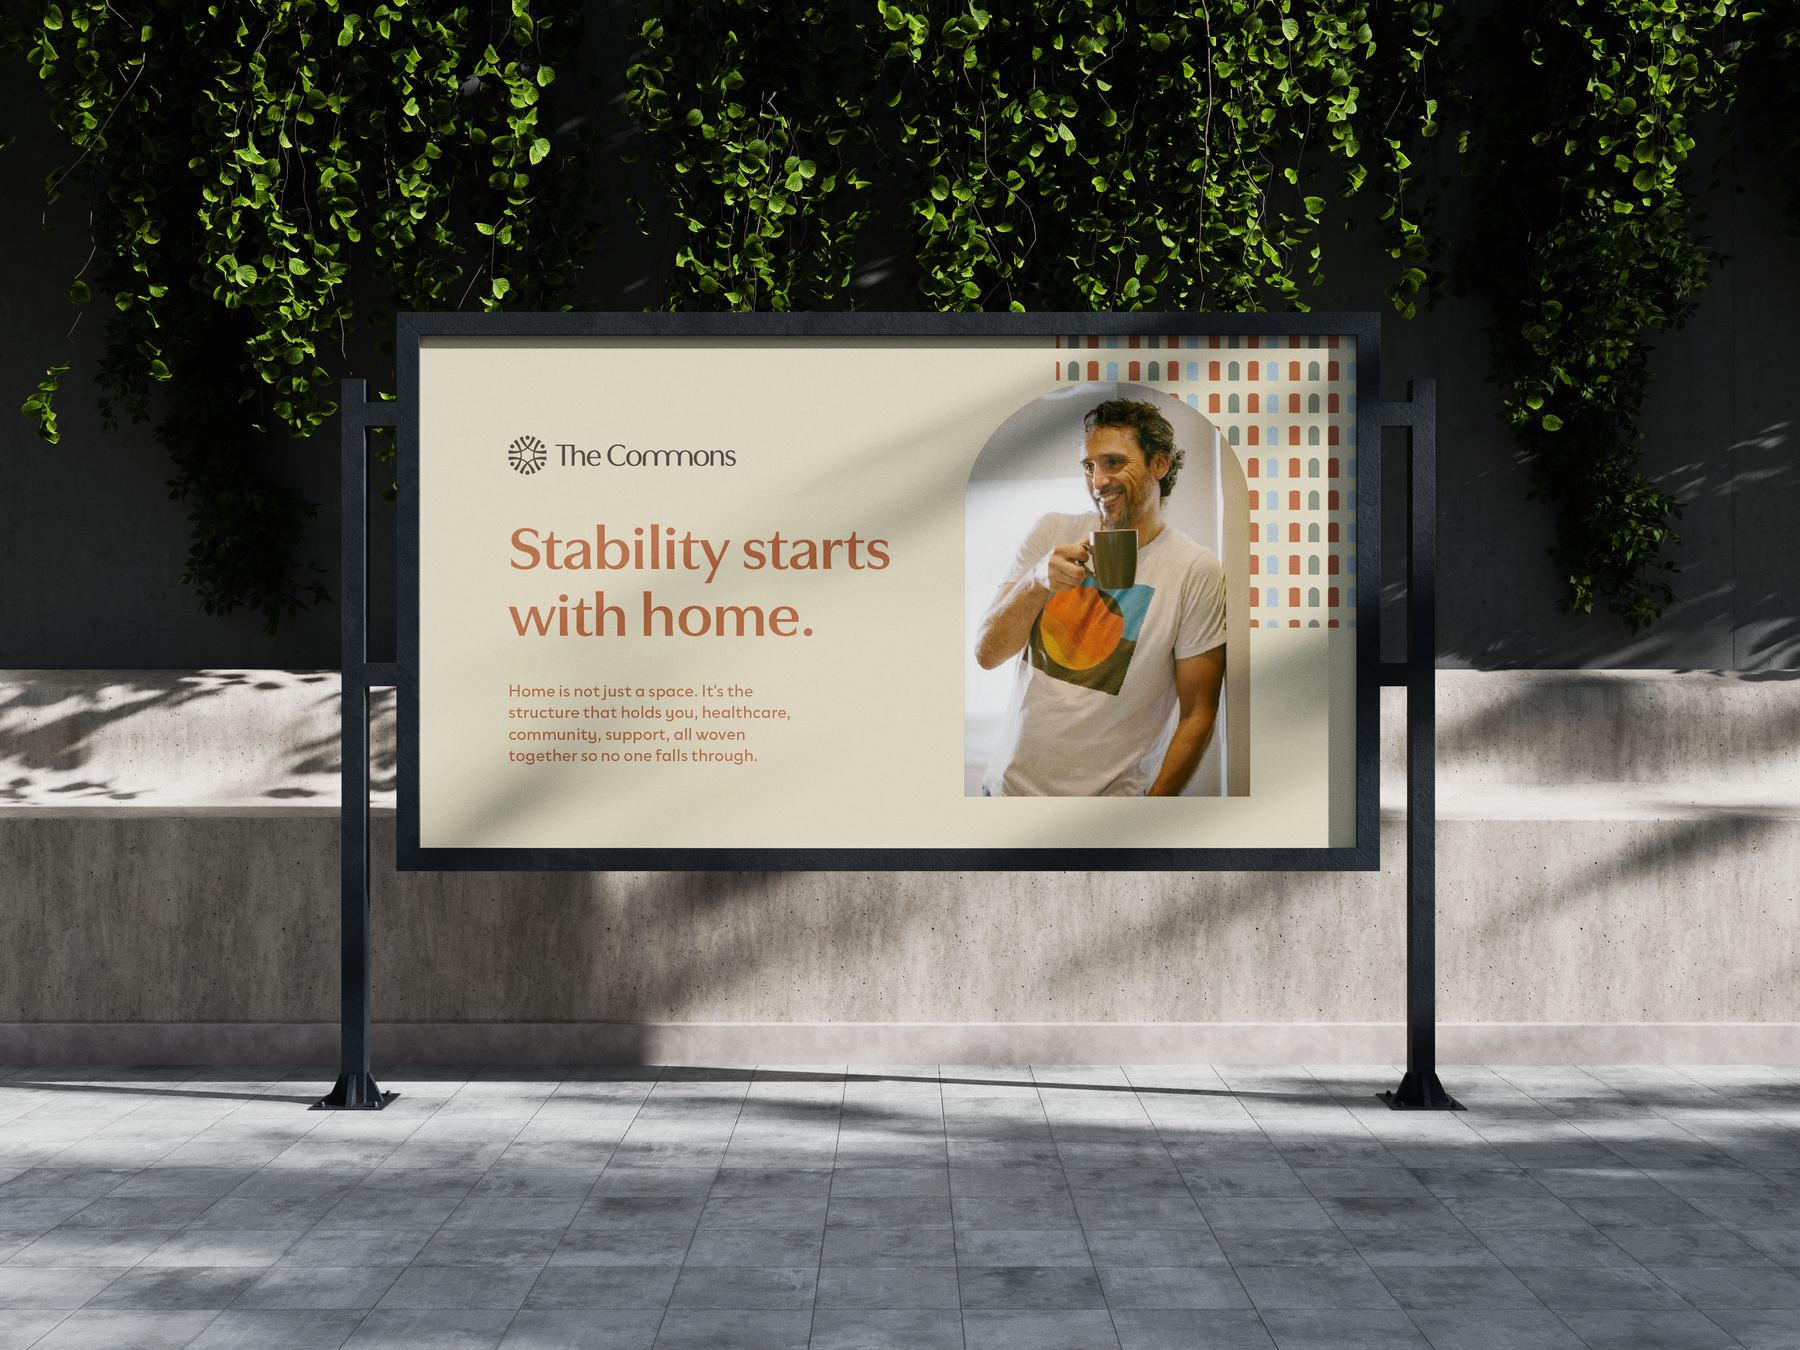 The Commons
Stability starts
with home.
Home is not just a space. It's the
structure that holds you, healthcare,
community, support, all woven
together so no one falls through.